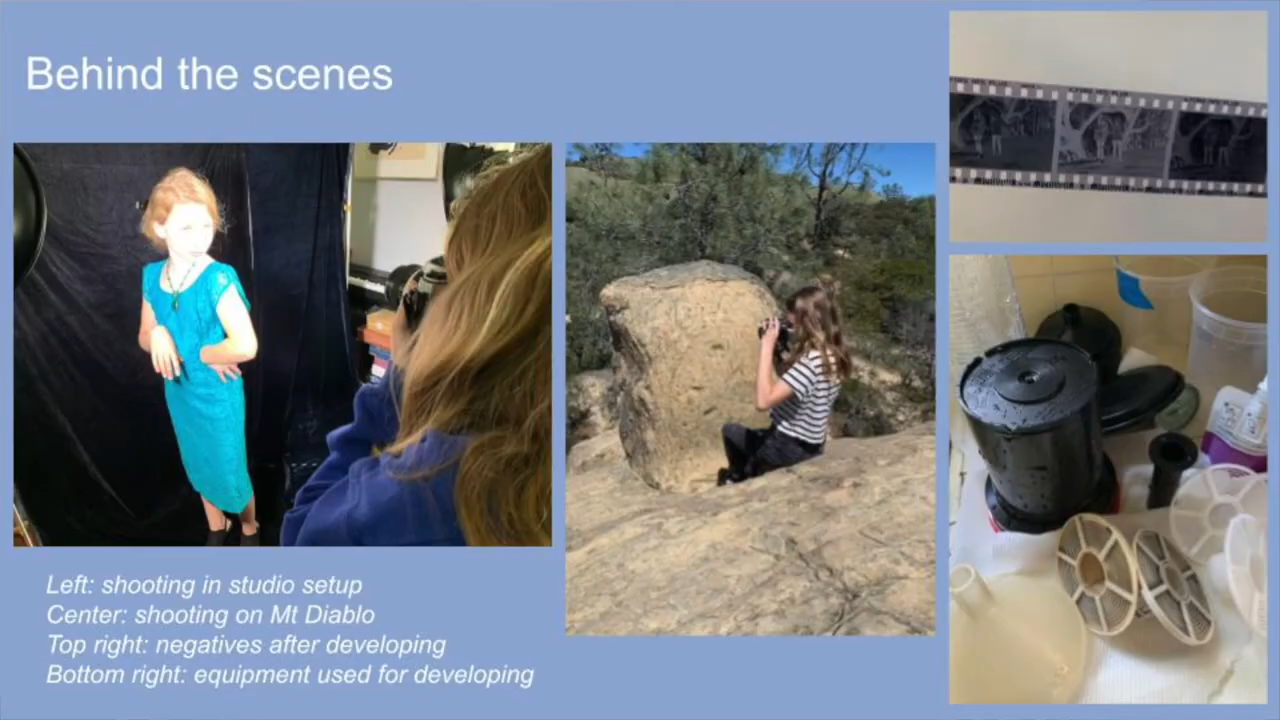 Behind the scenes
Left: shooting in studio setup
Center: shooting on Mt Diablo
Top right: negatives after developing
Bottom right: equipment used for developing